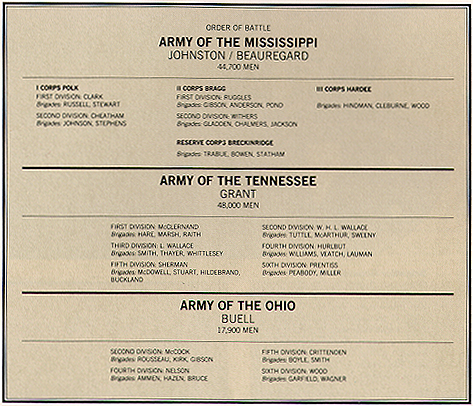 ORDER OF BATTLE
ARMY OF THE MISSISSIPPI
JOHNSTON / BEAUREGARD
44,700 MEN
I CORPS POLK
FIRST DIVISION: CLARK
Brigades: RUSSELL, STEWART
SECOND DIVISION: CHEATHAM
Brigades: JOHNSON, STEPHENS
II CORPS BRAGG
FIRST DIVISION: RUGGLES
Brigades: GIBSON, ANDERSON, POND
SECOND DIVISION: WITHERS
Brigades: GLADDEN, CHALMERS, JACKSON
III CORPS HARDEE
Brigades: HINDMAN, CLEBURNE, WOOD
RESERVE CORPS BRECKINRIDGE
Brigades: TRABUE, BOWEN, STATHAM
ARMY OF THE TENNESSEE
GRANT
48,000 MEN
FIRST DIVISION: McCLERNAND
Brigades: HARE, MARSH, RAITH
THIRD DIVISION: L. WALLACE
Brigades: SMITH, THAYER, WHITTLESEY
FIFTH DIVISION: SHERMAN
Brigades: McDOWELL, STUART, HILDEBRAND,
BUCKLAND
SECOND DIVISION: W. H. L. WALLACE
Brigades: TUTTLE, McARTHUR, SWEENY
FOURTH DIVISION: HURLBUT
Brigades: WILLIAMS, VEATCH, LAUMAN
SIXTH DIVISION: PRENTISS
Brigades: PEABODY, MILLER
ARMY OF THE OHIO
BUELL
17,900 MEN
SECOND DIVISION: McCOOK
Brigades: ROUSSEAU, KIRK, GIBSON
FOURTH DIVISION: NELSON
Brigades: AMMEN, HAZEN, BRUCE
FIFTH DIVISION: CRITTENDEN
Brigades: BOYLE, SMITH
SIXTH DIVISION: WOOD
Brigades: GARFIELD, WAGNER